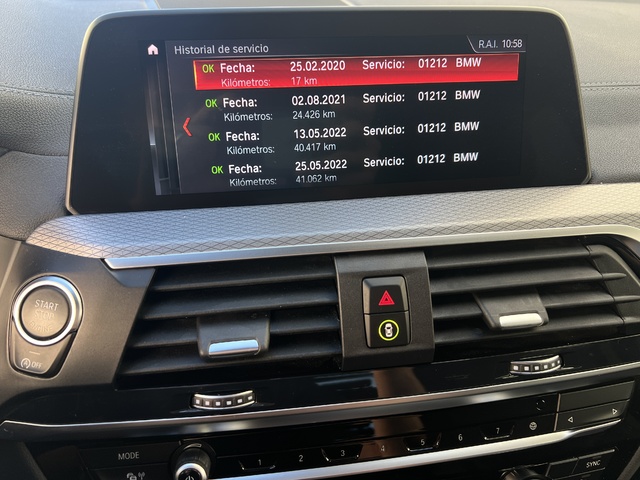 Historial de servicio R.A.I. 10:58
OK Fecha: 25.02.2020 Servicio: 01212 BMW
Kilómetros: 17 km
OK Fecha: 02.08.2021 Servicio: 01212 BMW
Kilómetros: 24.426 km
OK Fecha: 13.05.2022 Servicio: 01212 BMW
Kilómetros: 40.417 km
OK Fecha: 25.05.2022 Servicio: 01212 BMW
Kilómetros: 41.062 km
START
STOP
OFF
MODE
1 2 3 4 5 6 7
SYNC